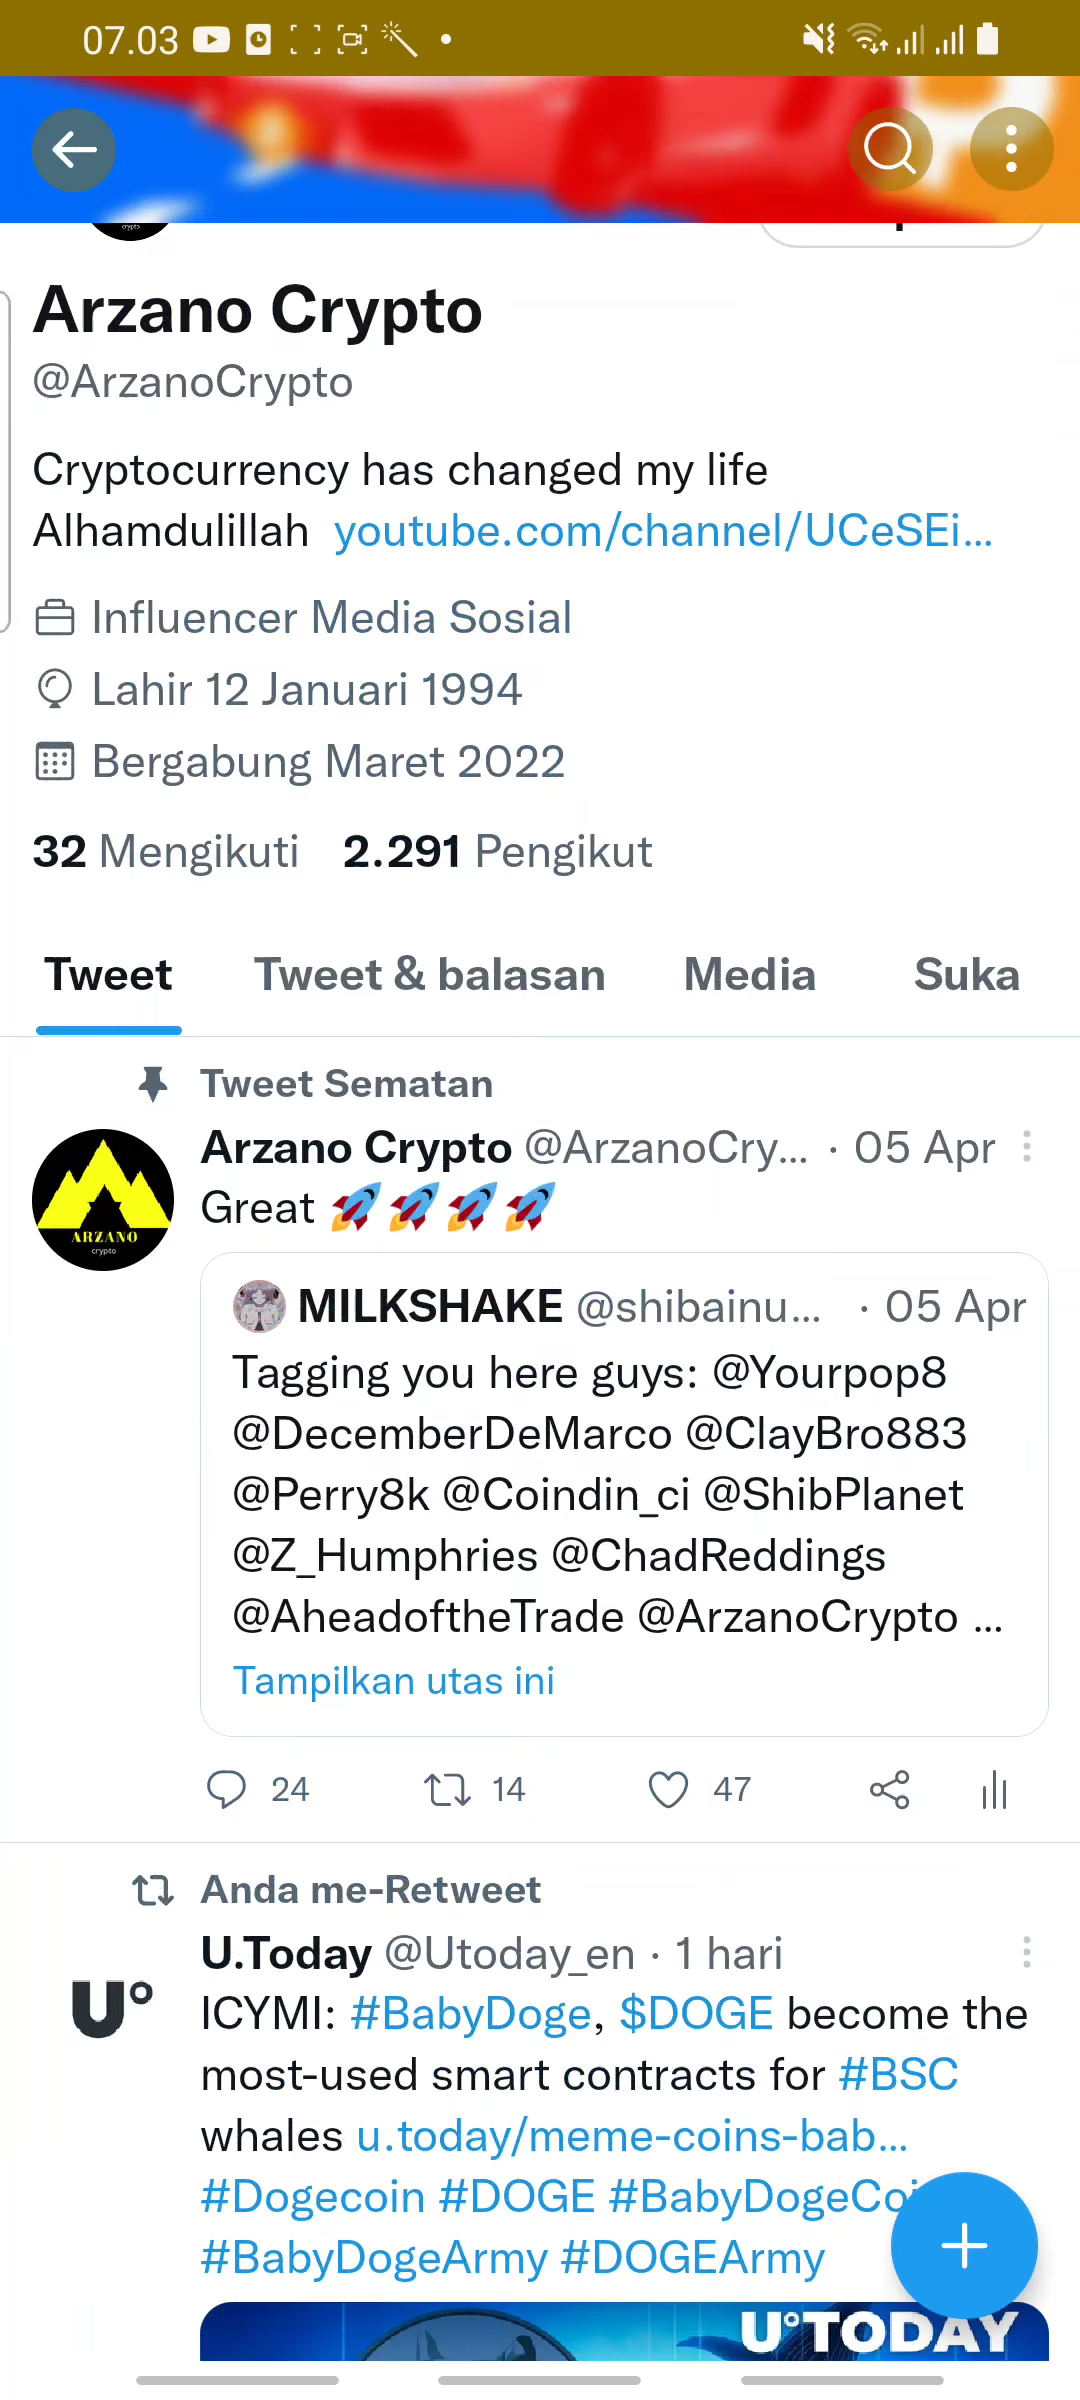 07.03
crypto
Arzano Crypto
@ArzanoCrypto
Cryptocurrency has changed my life
Alhamdulillah youtube.com/channel/UCeSEi...
Influencer Media Sosial
Lahir 12 Januari 1994
Bergabung Maret 2022
32 Mengikuti 2.291 Pengikut
Tweet Tweet & balasan Media Suka
Tweet Sematan
Arzano Crypto @ArzanoCry... · 05 Apr
Great 🚀🚀🚀🚀
ARZANO
crypto
MILKSHAKE @shibainu... · 05 Apr
Tagging you here guys: @Yourpop8
@DecemberDeMarco @ClayBro883
@Perry8k @Coindin_ci @ShibPlanet
@Z_Humphries @ChadReddings
@AheadoftheTrade @ArzanoCrypto ...
Tampilkan utas ini
24 14 47
Anda me-Retweet
U.Today @Utoday_en · 1 hari
U°
ICYMI: #BabyDoge, $DOGE become the
most-used smart contracts for #BSC
whales u.today/meme-coins-bab...
#Dogecoin #DOGE #BabyDogeCoi
#BabyDogeArmy #DOGEArmy
U°TODAY